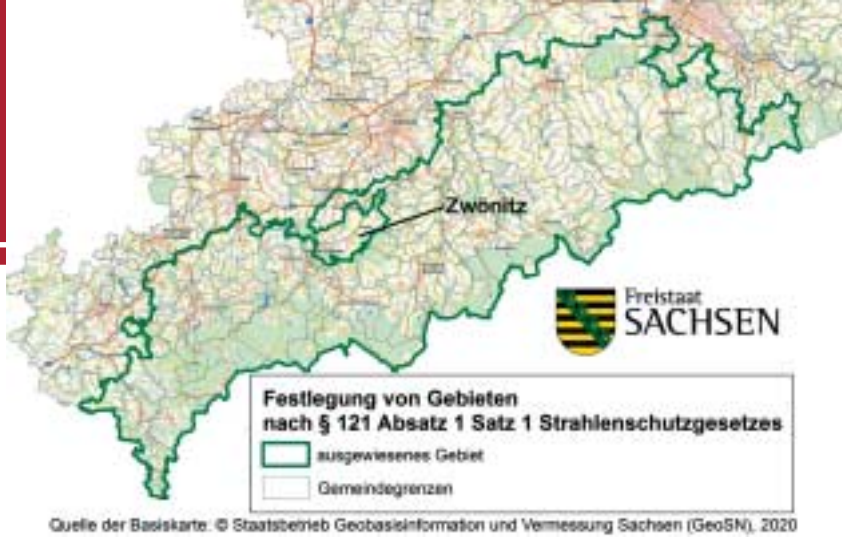 Zwönitz
Freistaat
SACHSEN
Festlegung von Gebieten
nach § 121 Absatz 1 Satz 1 Strahlenschutzgesetzes
ausgewiesenes Gebiet
Gemeindegrenzen
Quelle der Basiskarte: © Staatsbetrieb Geobasisinformation und Vermessung Sachsen (GeoSN), 2020